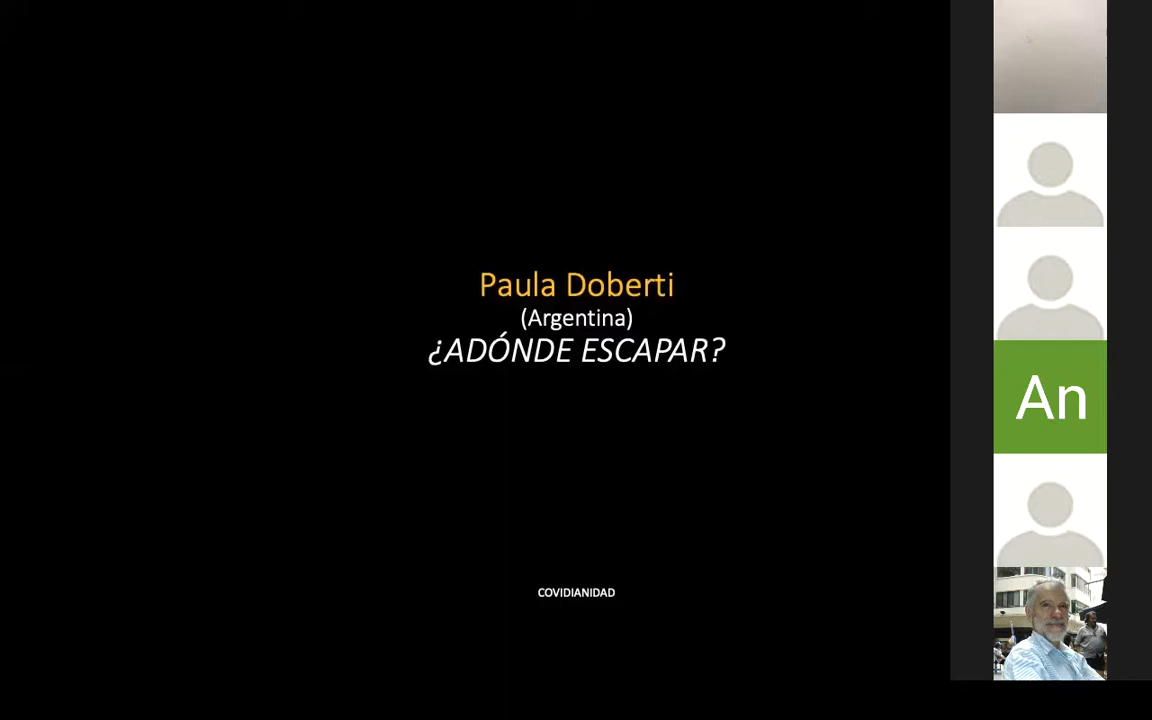 Paula Doberti
(Argentina)
¿ADÓNDE ESCAPAR?
An
COVIDIANIDAD